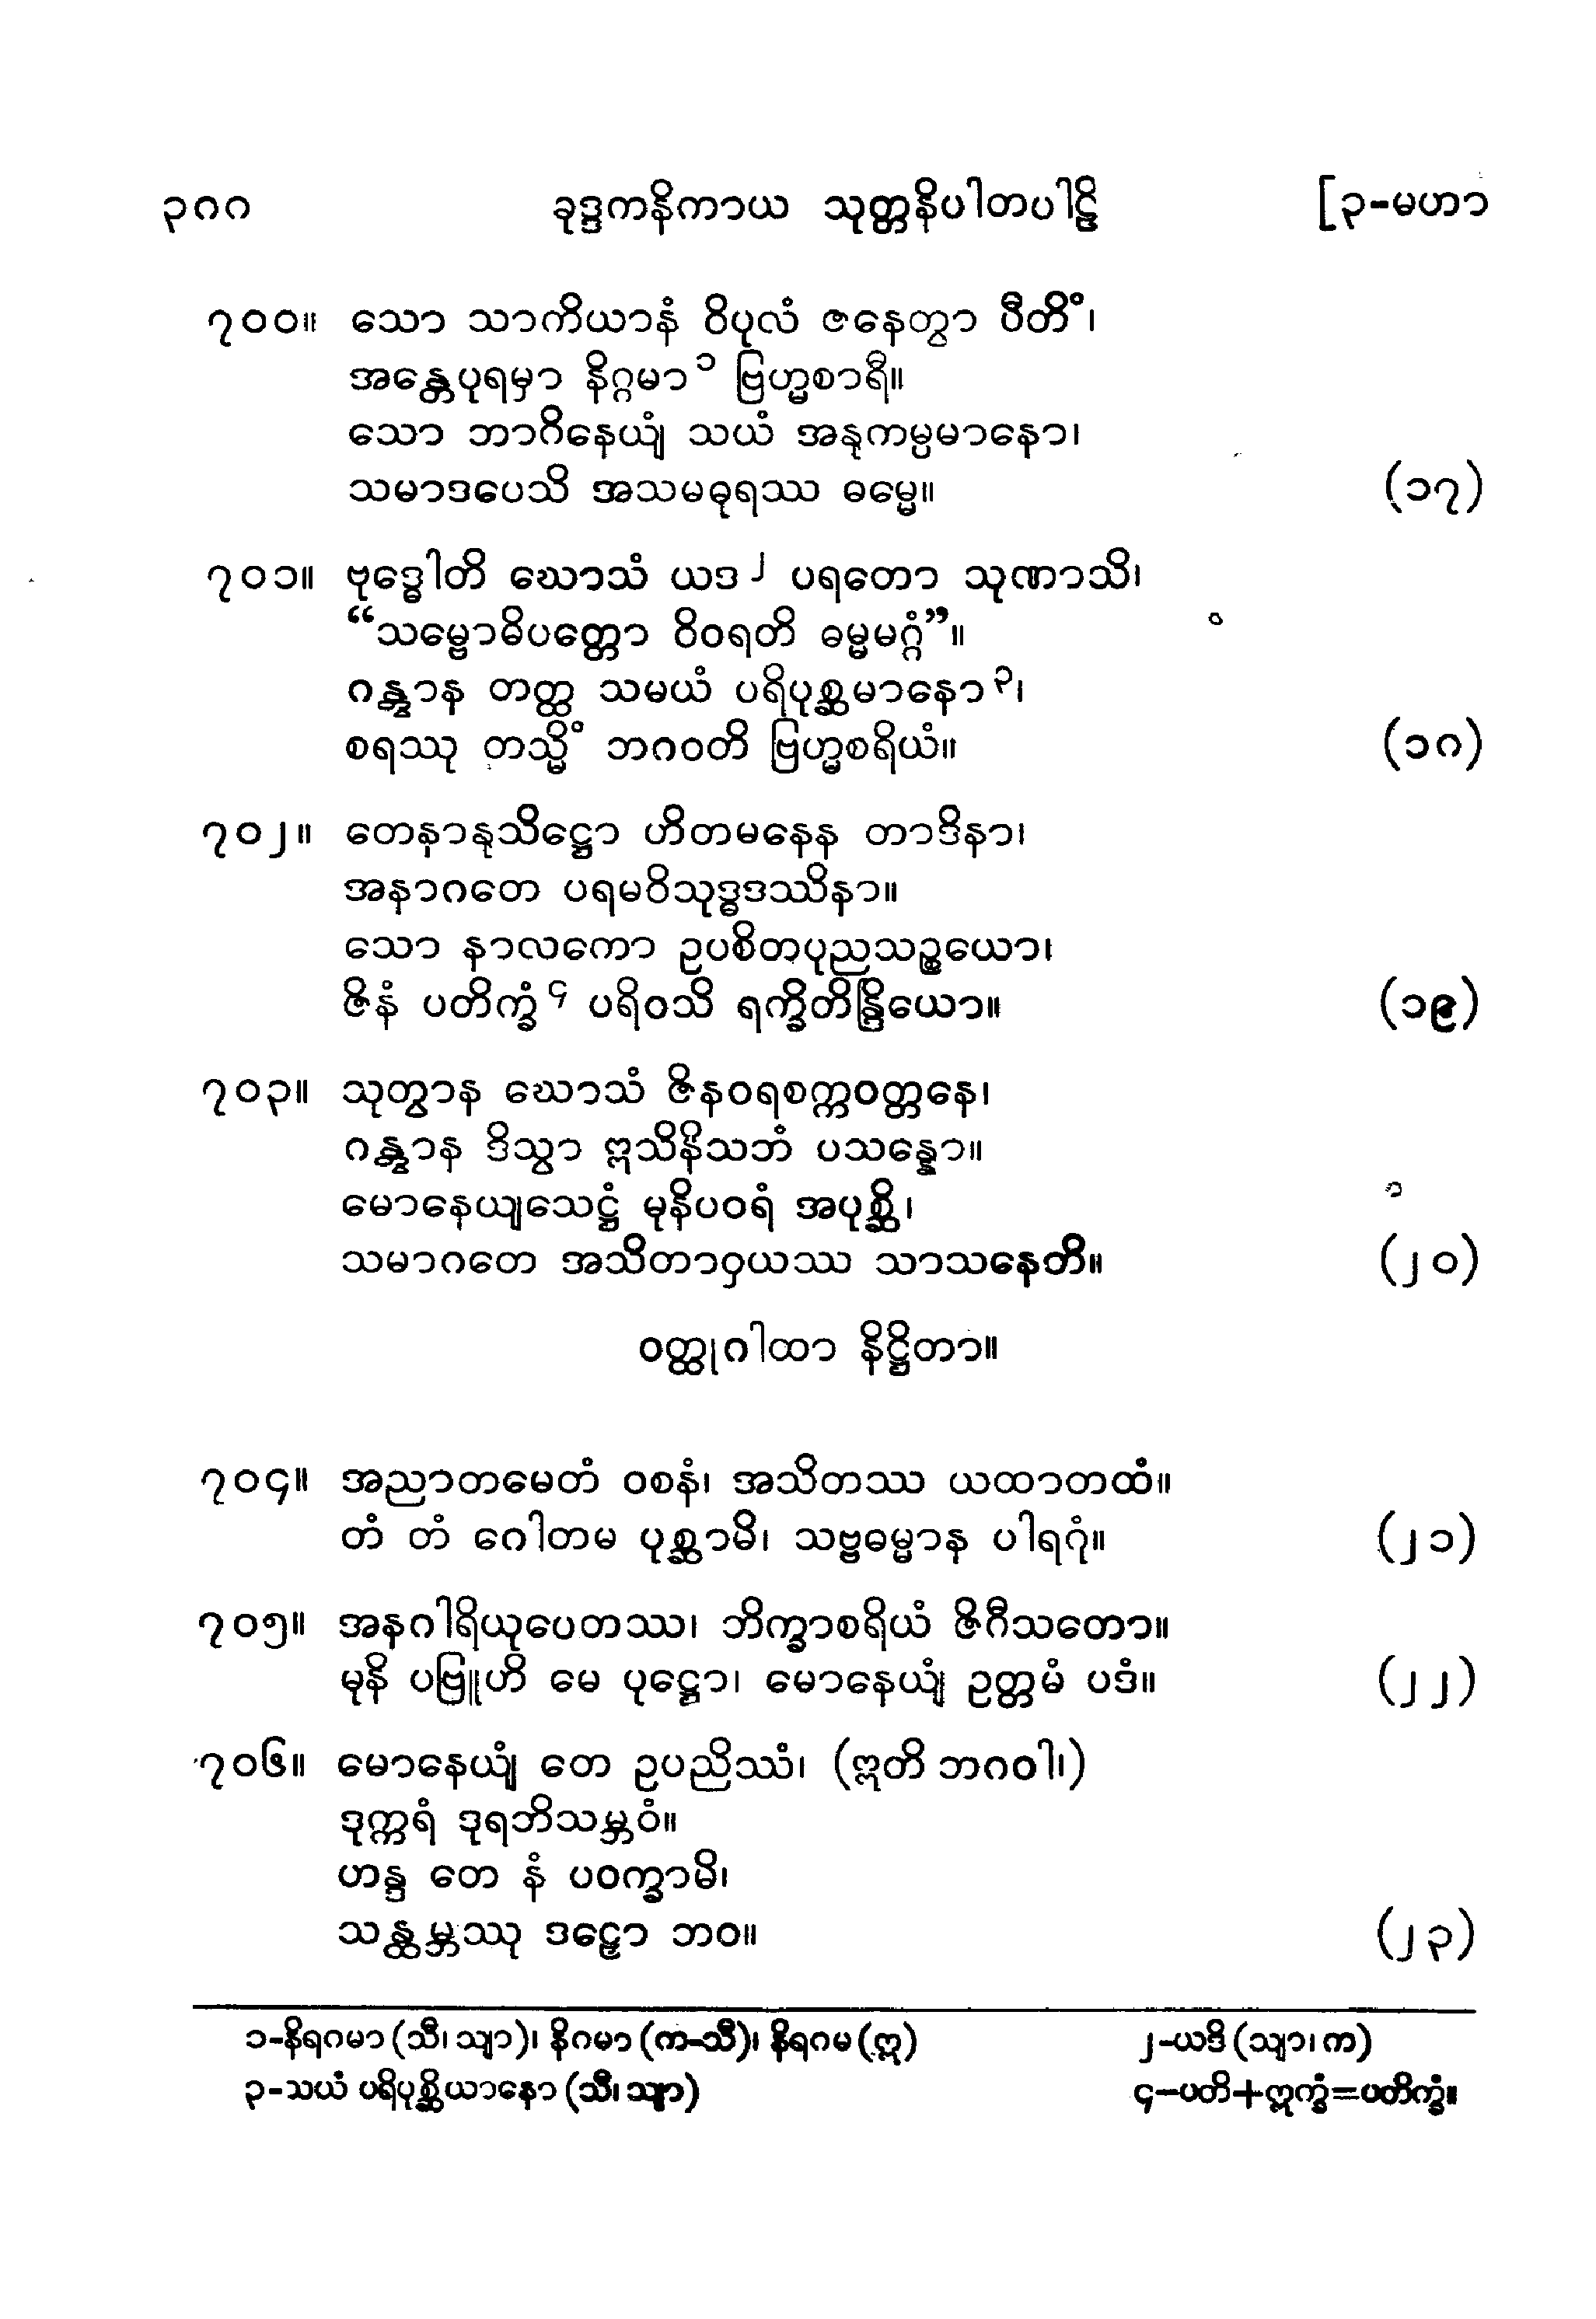 ၃၈၈ ခုဒ္ဒကနိကာယ သုတ္တနိပါတပါဠိ [၃-မဟာ
၇၀၀။ သော သာကိယာနံ ဝိပုလံ ဇနေတွာ ပီတိံ၊
အန္တေပုရမှာ နိဂ္ဂမာ၁ ဗြဟ္မစာရီ။
သော ဘာဂိနေယျံ သယံ အနုကမ္ပမာနော၊
သမာဒပေသိ အသမဓုရဿ ဓမ္မေ။ (၁၇)
၇၀၁။ ဗုဒ္ဓေါတိ ဃောသံ ယဒ၂ ပရတော သုဏာသိ၊
“သမ္ဗောဓိပတ္တော ဝိဝရတိ ဓမ္မမဂ္ဂံ”။
ဂန္တွာန တတ္ထ သမယံ ပရိပုစ္ဆမာနော၃၊
စရဿု တသ္မိံ ဘဂဝတိ ဗြဟ္မစရိယံ။ (၁၈)
၇၀၂။ တေနာနုသိဋ္ဌော ဟိတမနေန တာဒိနာ၊
အနာဂတေ ပရမဝိသုဒ္ဓဒဿိနာ။
သော နာလကော ဥပစိတပုညသဉ္စယော၊
ဇိနံ ပတိက္ခံ၄ ပရိဝသိ ရက္ခိတိန္ဒြိယော။ (၁၉)
၇၀၃။ သုတွာန ဃောသံ ဇိနဝရစက္ကဝတ္တနေ၊
ဂန္တွာန ဒိသွာ ဣသိနိသဘံ ပသန္နော။
မောနေယျသေဋ္ဌံ မုနိပဝရံ အပုစ္ဆိ၊
သမာဂတေ အသိတာဝှယဿ သာသနေတိ။ (၂၀)
ဝတ္ထုဂါထာ နိဋ္ဌိတာ။
၇၀၄။ အညာတမေတံ ဝစနံ၊ အသိတဿ ယထာတထံ။
တံ တံ ဂေါတမ ပုစ္ဆာမိ၊ သဗ္ဗဓမ္မာန ပါရဂုံ။ (၂၁)
၇၀၅။ အနဂါရိယုပေတဿ၊ ဘိက္ခာစရိယံ ဇိဂီသတော။
မုနိ ပဗြူဟိ မေ ပုဋ္ဌော၊ မောနေယျံ ဥတ္တမံ ပဒံ။ (၂၂)
၇၀၆။ မောနေယျံ တေ ဥပညိဿံ၊ (ဣတိ ဘဂဝါ၊)
ဒုက္ကရံ ဒုရဘိသမ္ဘဝံ။
ဟန္ဒ တေ နံ ပဝက္ခာမိ၊
သန္ထမ္ဘဿု ဒဠှော ဘဝ။ (၂၃)
၁-နိရဂမာ (သီ၊ သျာ)၊ နိဂမာ (က-သီ)၊ နိရဂမ (ဣ) ၂-ယဒိ (သျာ၊ က)
၃-သယံ ပရိပုစ္ဆိယာနော (သီ၊ သျာ) ၄-ပတိ+ဣက္ခံ=ပတိက္ခံ။